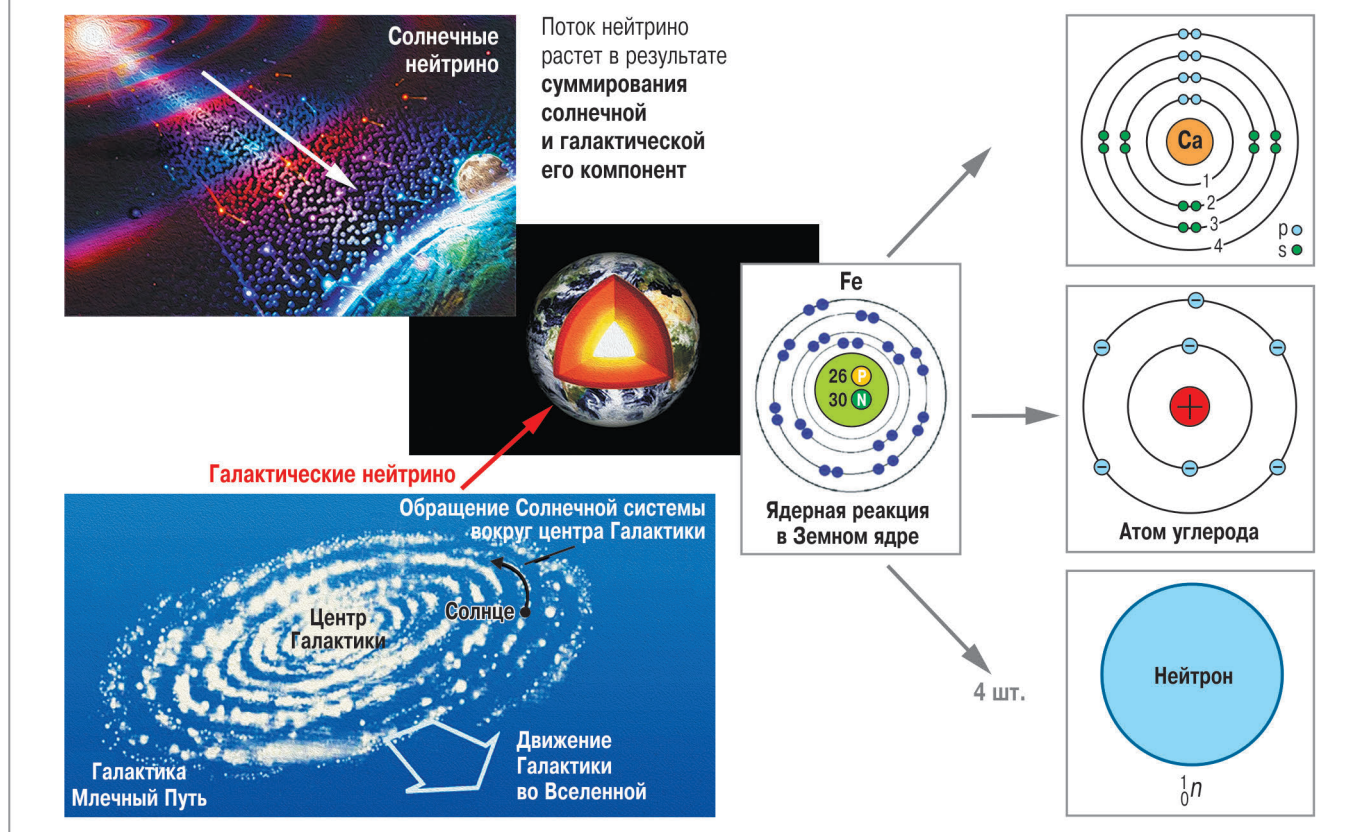 Солнечные
нейтрино
Поток нейтрино
растет в результате
суммирования
солнечной
и галактической
его компонент
Ca
1
2
3
4
p
s
Fe
26 P
30 N
Ядерная реакция
в Земном ядре
Атом углерода
Галактические нейтрино
Обращение Солнечной системы
вокруг центра Галактики
Солнце
Центр
Галактики
Движение
Галактики
во Вселенной
Галактика
Млечный Путь
4 шт.
Нейтрон
¹₀n